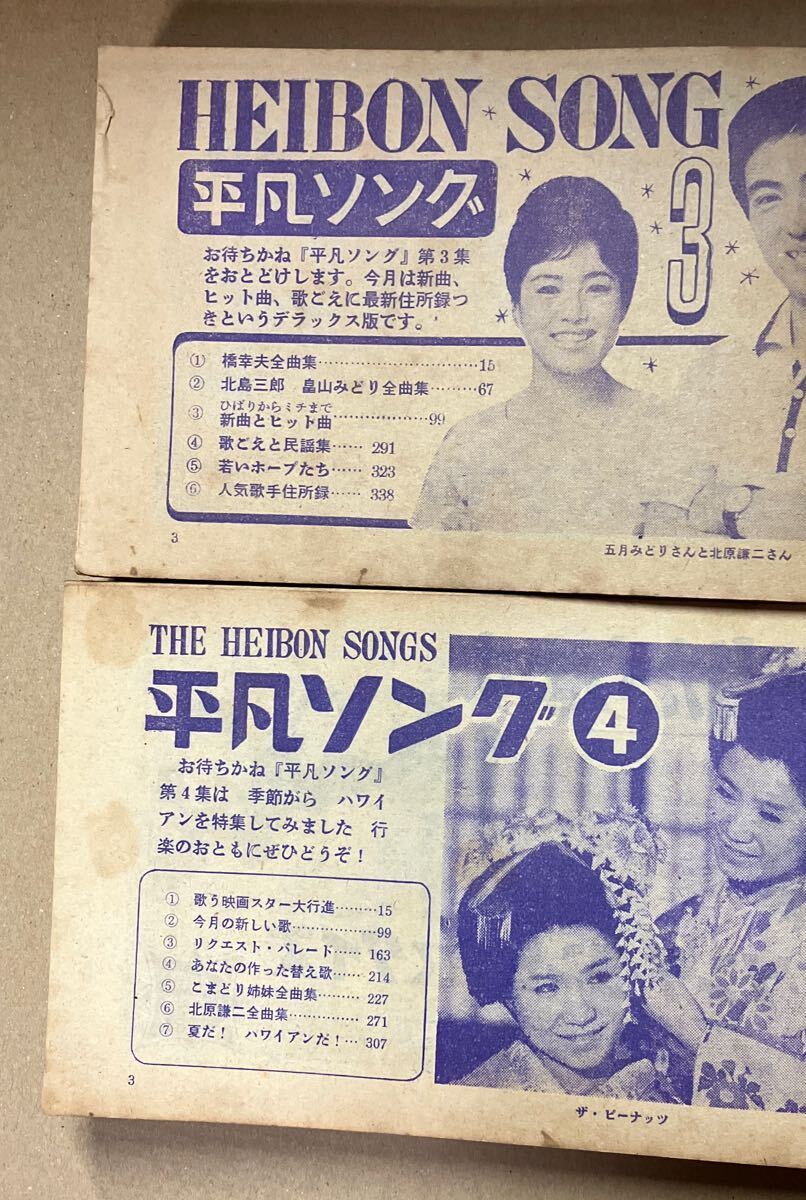 HEIBON SONG
平凡ソング
3
お待ちかね『平凡ソング』第3集
をおとどけします。今月は新曲、
ヒット曲、歌ごえに最新住所録つ
きというデラックス版です。
① 橋幸夫全曲集…………………………15
② 北島三郎 畠山みどり全曲集………67
ひばりからミチまで
③ 新曲とヒット曲………………99
④ 歌ごえと民謡集……291
⑤ 若いホープたち……323
⑥ 人気歌手住所録……338
3
五月みどりさんと北原謙二さん
THE HEIBON SONGS
平凡ソング④
お待ちかね『平凡ソング』
第4集は 季節がら ハワイ
アンを特集してみました 行
楽のおともにぜひどうぞ!
① 歌う映画スター大行進………15
② 今月の新しい歌………………99
③ リクエスト・パレード……163
④ あなたの作った替え歌……214
⑤ こまどり姉妹全曲集………227
⑥ 北原謙二全曲集……………271
⑦ 夏だ! ハワイアンだ!…307
3
ザ・ピーナッツ